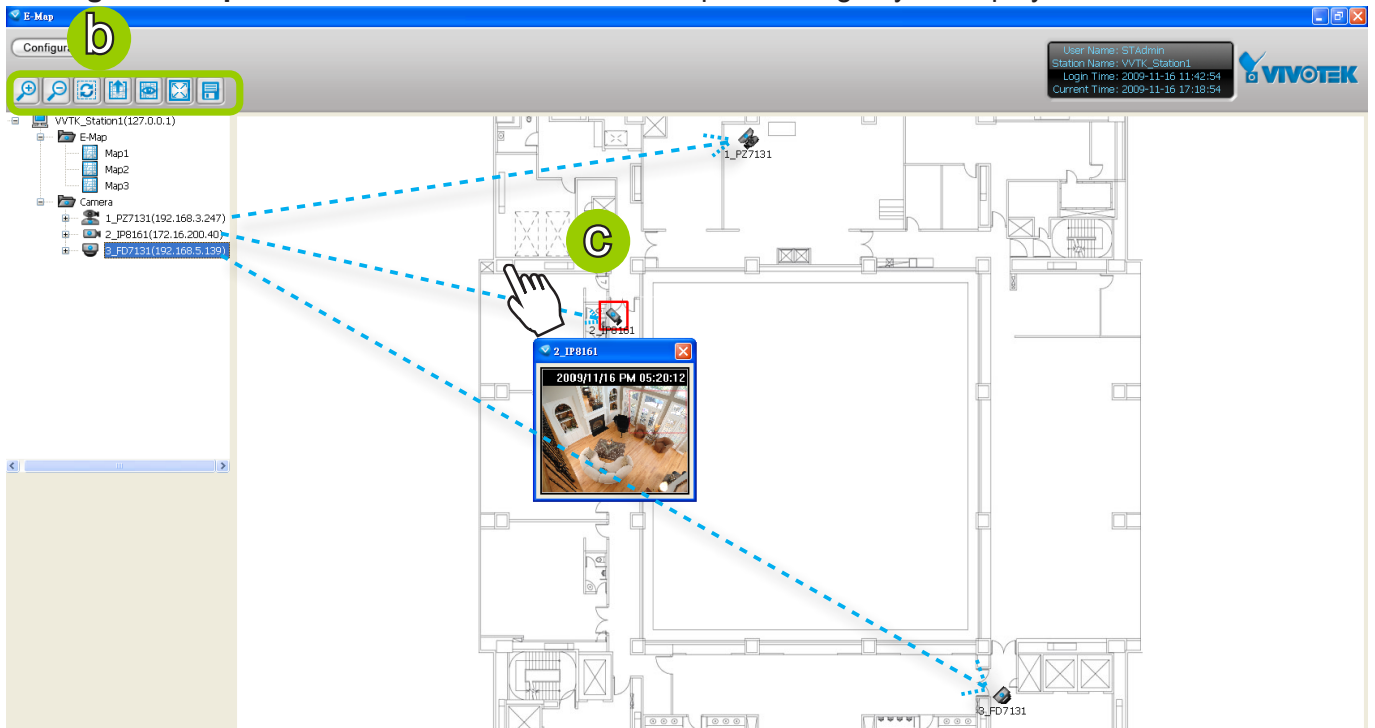 E-Map
b
User Name: STAdmin
Station Name: VVTK_Station1
Login Time: 2009-11-16 11:42:54
Current Time: 2009-11-16 17:18:54
VIVOTEK
VVTK_Station1(127.0.0.1)
E-Map
Map1
Map2
Map3
Camera
1_PZ7131(192.168.3.247)
2_IP8161(172.16.200.40)
3_FD7131(192.168.5.139)
1_PZ7131
c
2_IP8161
2_IP8161
2009/11/16 PM 05:20:12
3_FD7131